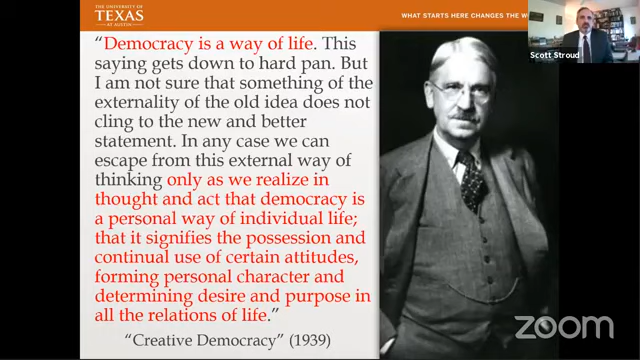 THE UNIVERSITY OF
TEXAS
AT AUSTIN
WHAT STARTS HERE CHANGES THE W
Scott Stroud
“Democracy is a way of life. This
saying gets down to hard pan. But
I am not sure that something of the
externality of the old idea does not
cling to the new and better
statement. In any case we can
escape from this external way of
thinking only as we realize in
thought and act that democracy is
a personal way of individual life;
that it signifies the possession and
continual use of certain attitudes,
forming personal character and
determining desire and purpose in
all the relations of life.”
“Creative Democracy” (1939)
zoom